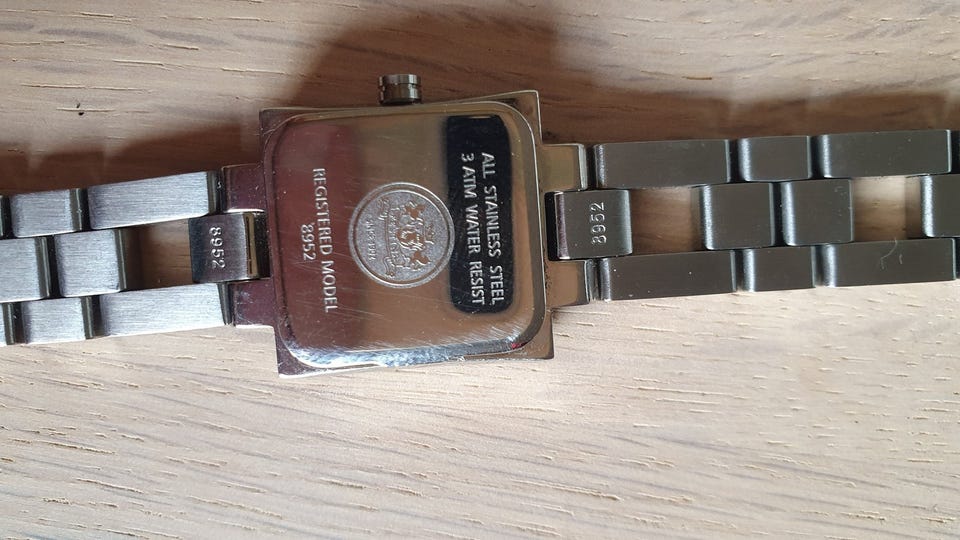 ALL STAINLESS STEEL
3 ATM WATER RESIST
REGISTERED MODEL
8952
8952
8952